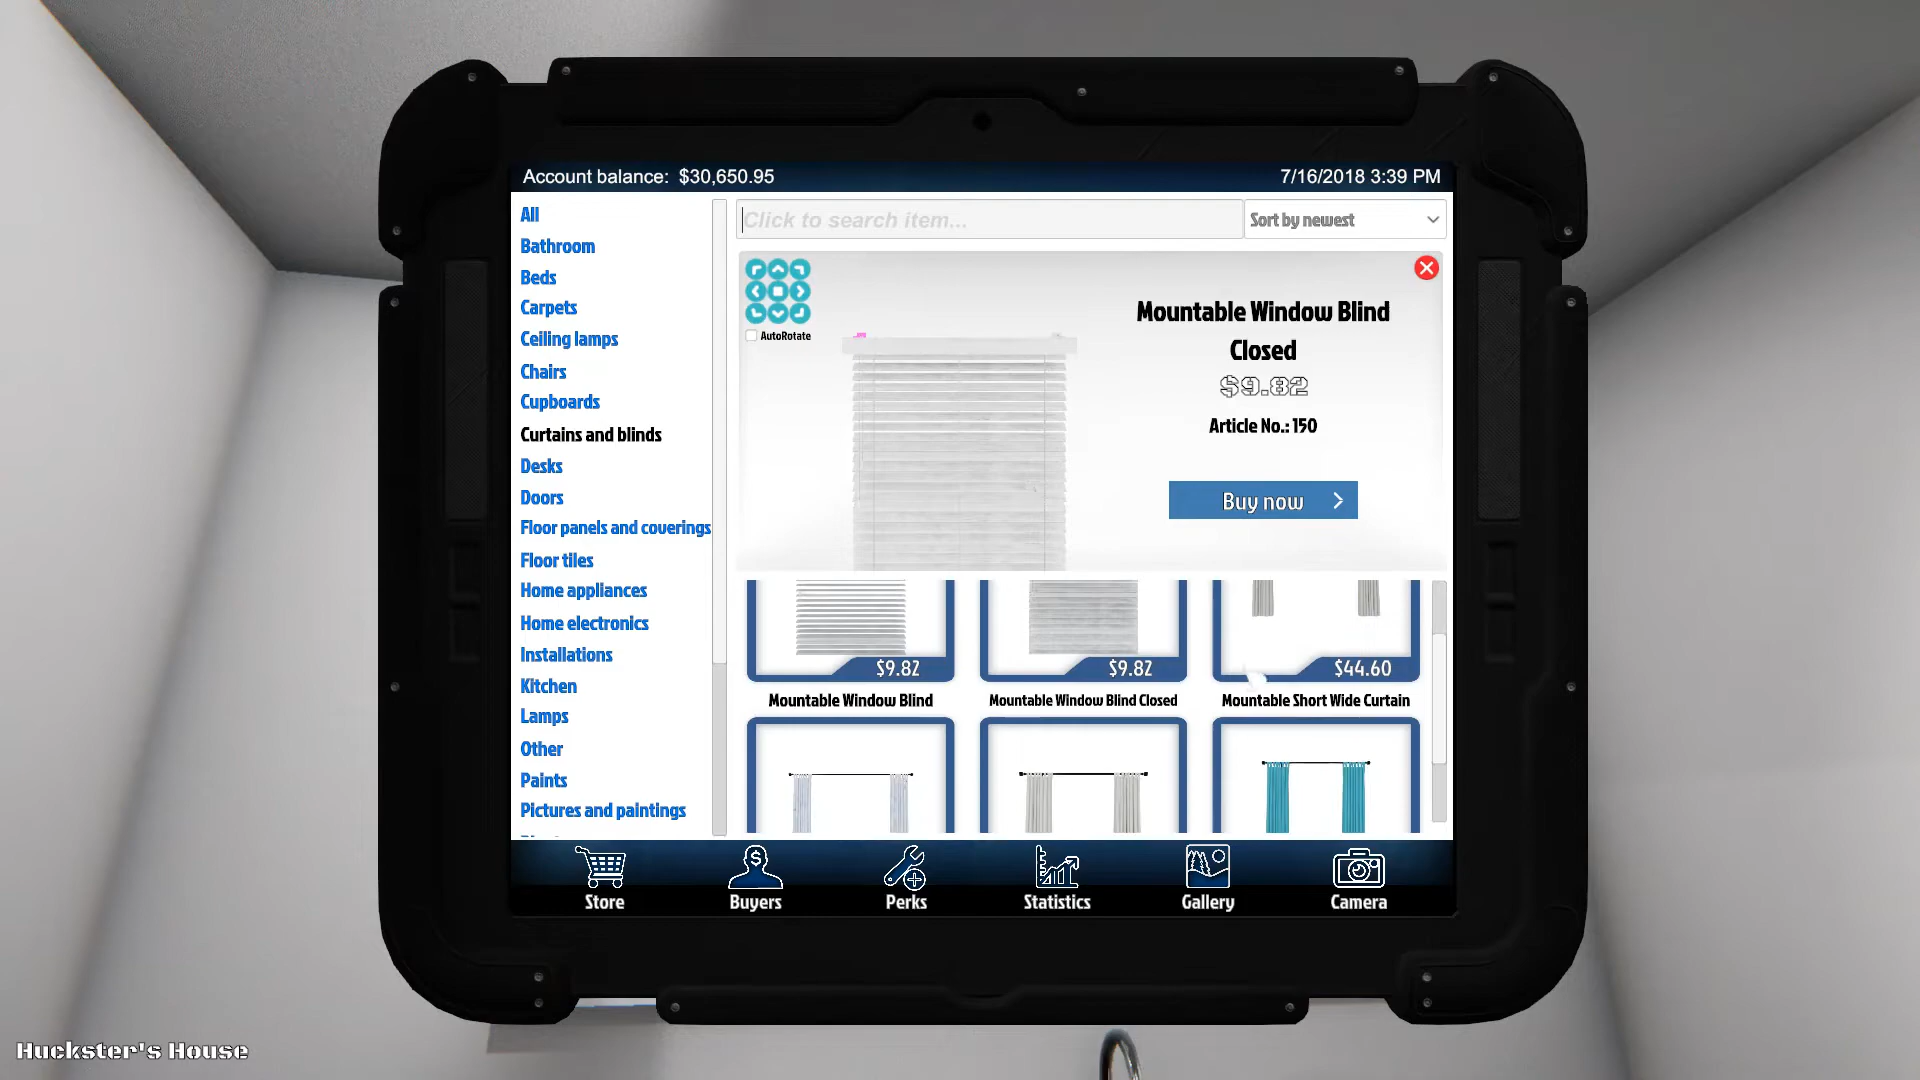 Account balance: $30,650.95
7/16/2018 3:39 PM
All
Bathroom
Beds
Carpets
Ceiling lamps
Chairs
Cupboards
Curtains and blinds
Desks
Doors
Floor panels and coverings
Floor tiles
Home appliances
Home electronics
Installations
Kitchen
Lamps
Other
Paints
Pictures and paintings
Click to search item...
Sort by newest
AutoRotate
Mountable Window Blind
Closed
$9.82
Article No.: 150
Buy now
$9.82
$9.82
$44.60
Mountable Window Blind
Mountable Window Blind Closed
Mountable Short Wide Curtain
Store
Buyers
Perks
Statistics
Gallery
Camera
Huckster's House